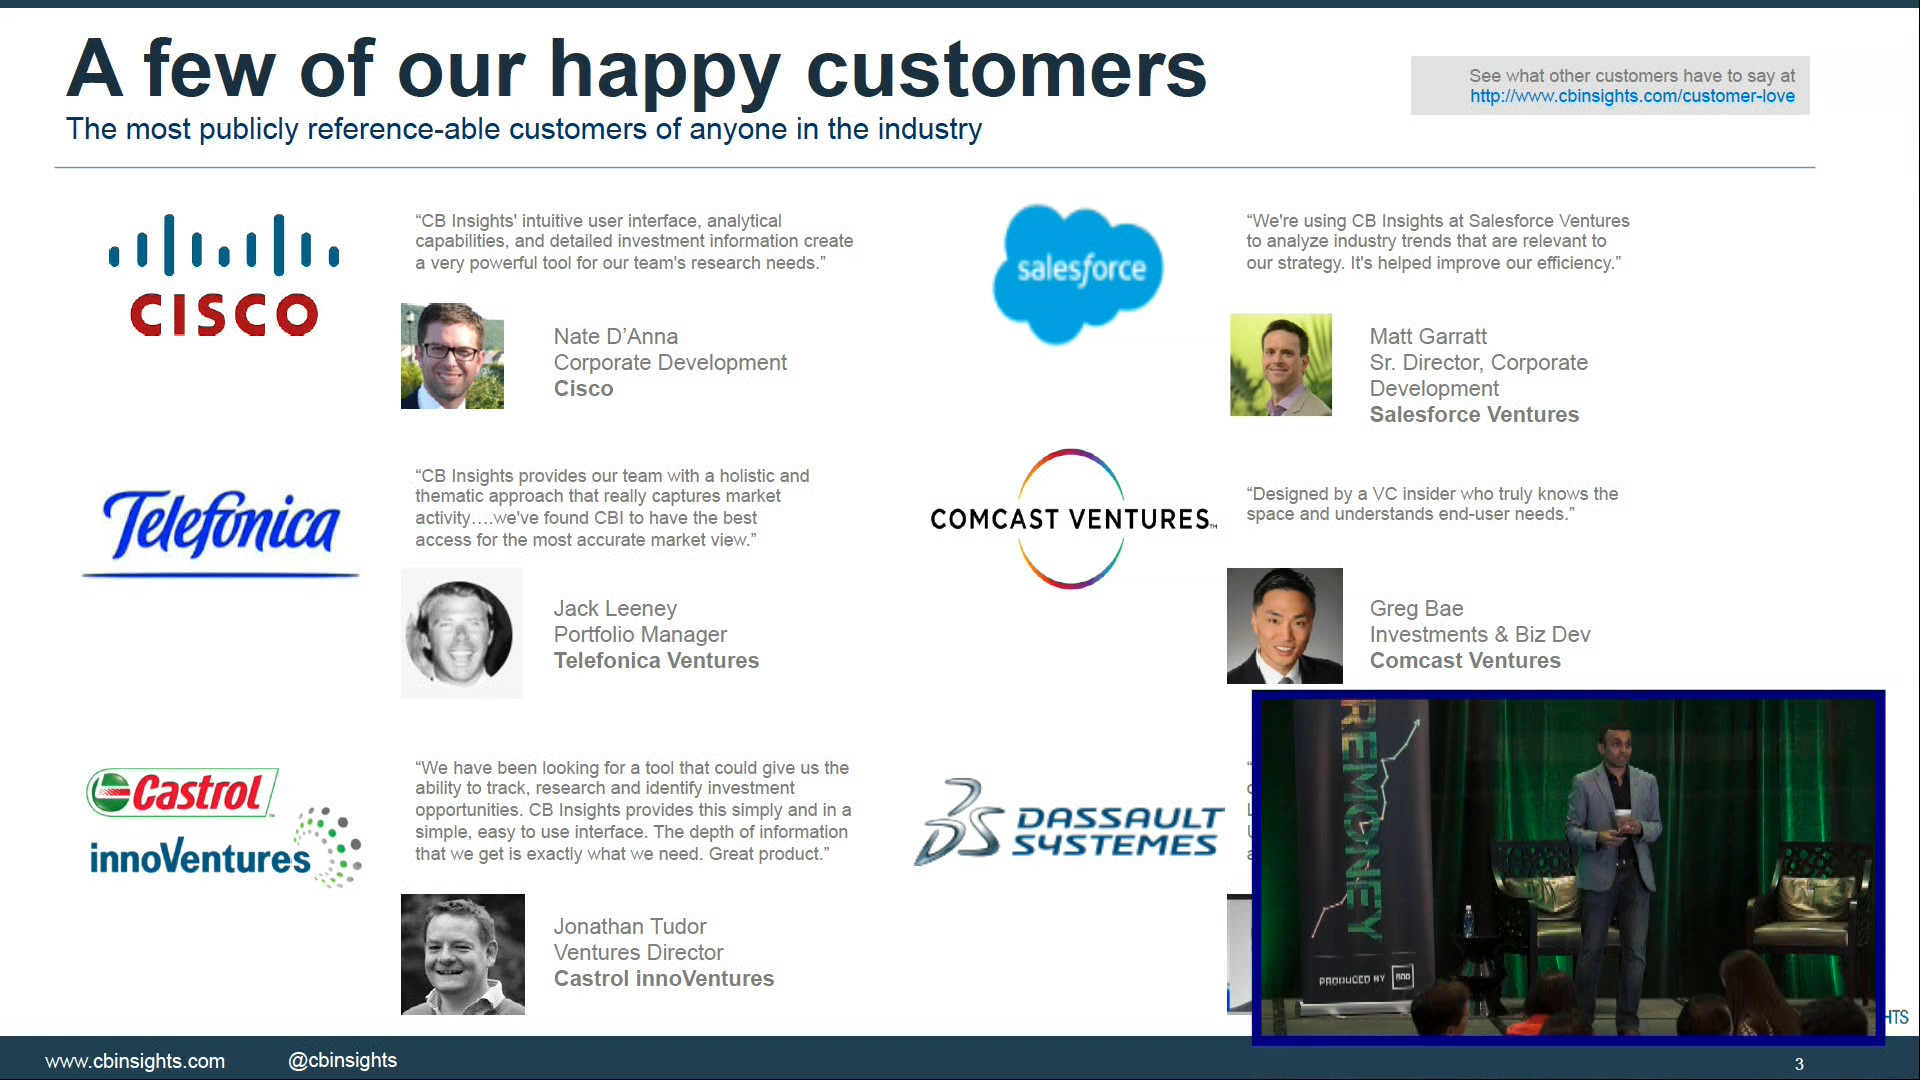 A few of our happy customers
The most publicly reference-able customers of anyone in the industry
See what other customers have to say at
http://www.cbinsights.com/customer-love
CISCO
“CB Insights' intuitive user interface, analytical
capabilities, and detailed investment information create
a very powerful tool for our team's research needs.”
Nate D’Anna
Corporate Development
Cisco
salesforce
“We're using CB Insights at Salesforce Ventures
to analyze industry trends that are relevant to
our strategy. It's helped improve our efficiency.”
Matt Garratt
Sr. Director, Corporate
Development
Salesforce Ventures
Telefónica
“CB Insights provides our team with a holistic and
thematic approach that really captures market
activity….we've found CBI to have the best
access for the most accurate market view.”
Jack Leeney
Portfolio Manager
Telefonica Ventures
COMCAST VENTURES™
“Designed by a VC insider who truly knows the
space and understands end-user needs.”
Greg Bae
Investments & Biz Dev
Comcast Ventures
Castrol
innoVentures
“We have been looking for a tool that could give us the
ability to track, research and identify investment
opportunities. CB Insights provides this simply and in a
simple, easy to use interface. The depth of information
that we get is exactly what we need. Great product.”
Jonathan Tudor
Ventures Director
Castrol innoVentures
DASSAULT
SYSTEMES
REMONEY
PRODUCED BY
HTS
www.cbinsights.com
@cbinsights
3